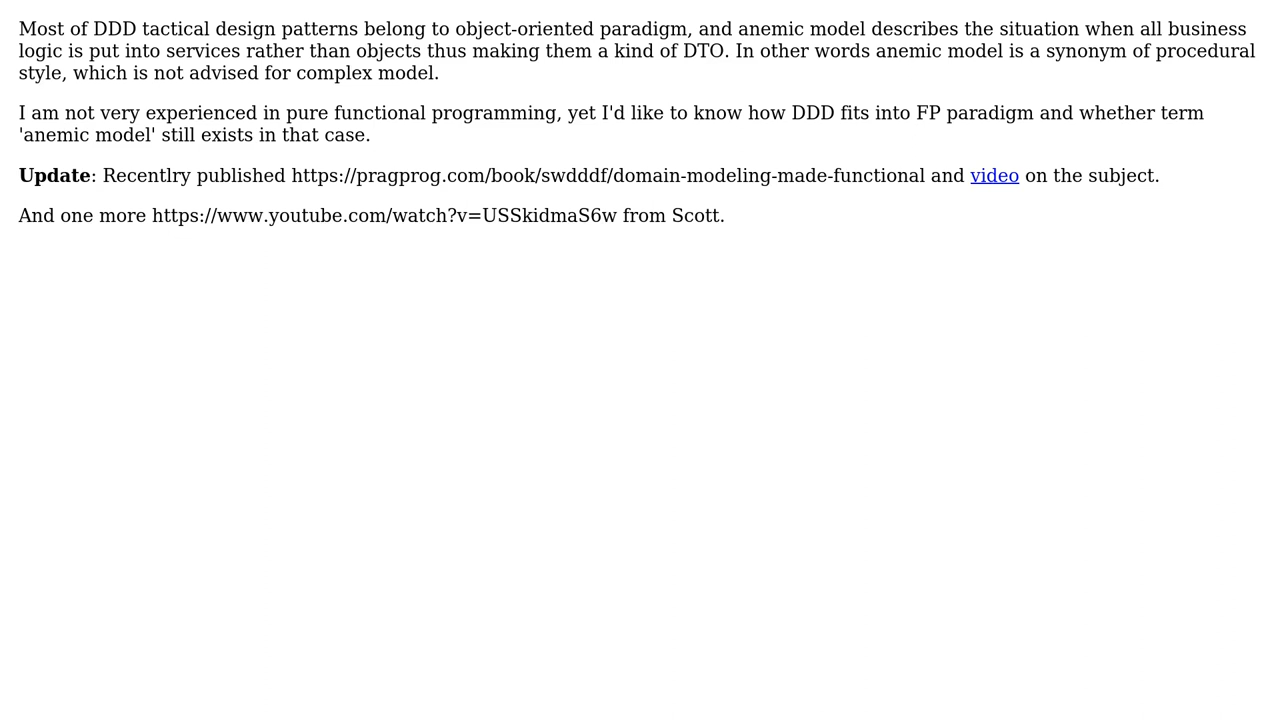 Most of DDD tactical design patterns belong to object-oriented paradigm, and anemic model describes the situation when all business
logic is put into services rather than objects thus making them a kind of DTO. In other words anemic model is a synonym of procedural
style, which is not advised for complex model.
I am not very experienced in pure functional programming, yet I'd like to know how DDD fits into FP paradigm and whether term
'anemic model' still exists in that case.
Update: Recentlry published https://pragprog.com/book/swdddf/domain-modeling-made-functional and video on the subject.
And one more https://www.youtube.com/watch?v=USSkidmaS6w from Scott.